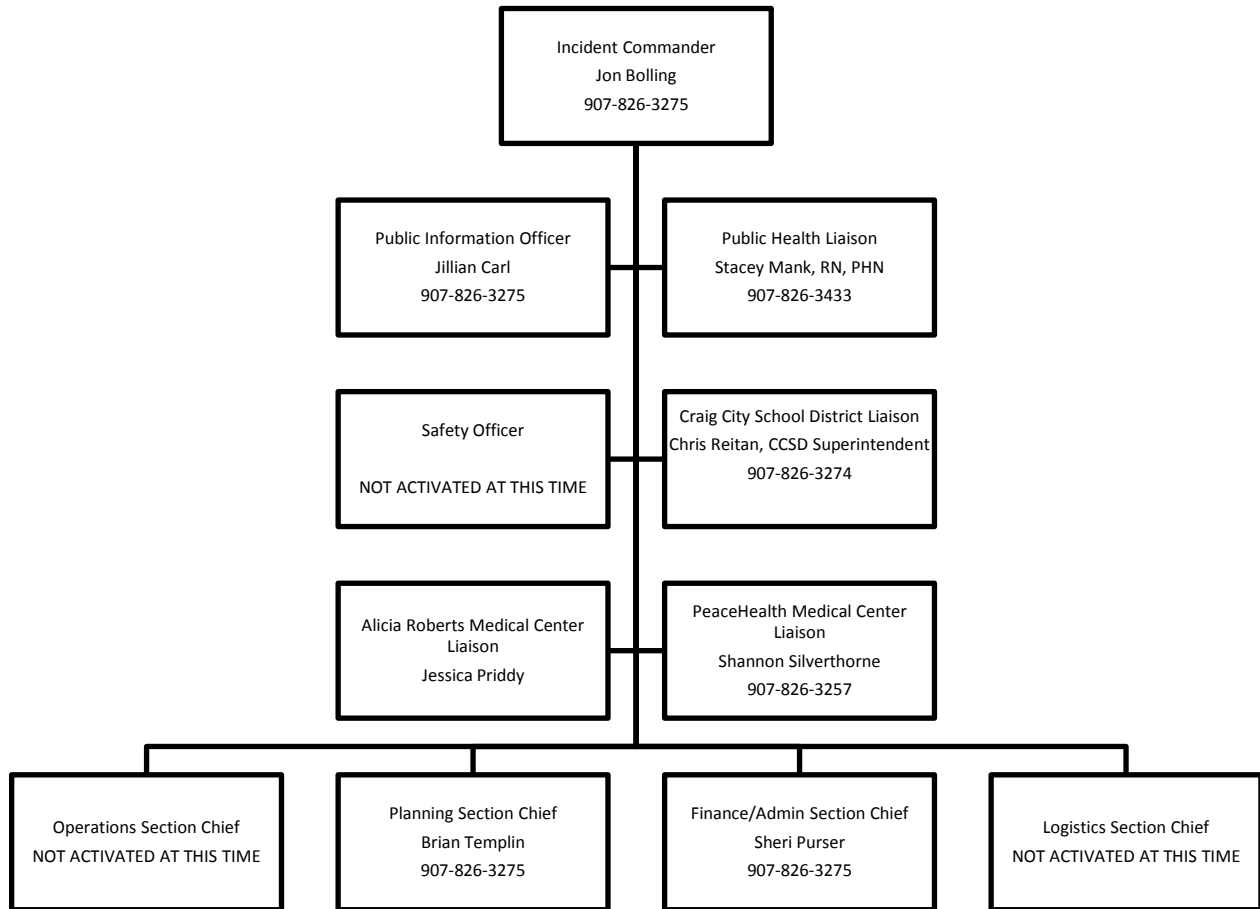 Incident Commander
Jon Bolling
907-826-3275
Public Information Officer
Jillian Carl
907-826-3275
Public Health Liaison
Stacey Mank, RN, PHN
907-826-3433
Safety Officer
NOT ACTIVATED AT THIS TIME
Craig City School District Liaison
Chris Reitan, CCSD Superintendent
907-826-3274
Alicia Roberts Medical Center
Liaison
Jessica Priddy
PeaceHealth Medical Center
Liaison
Shannon Silverthorne
907-826-3257
Operations Section Chief
NOT ACTIVATED AT THIS TIME
Planning Section Chief
Brian Templin
907-826-3275
Finance/Admin Section Chief
Sheri Purser
907-826-3275
Logistics Section Chief
NOT ACTIVATED AT THIS TIME